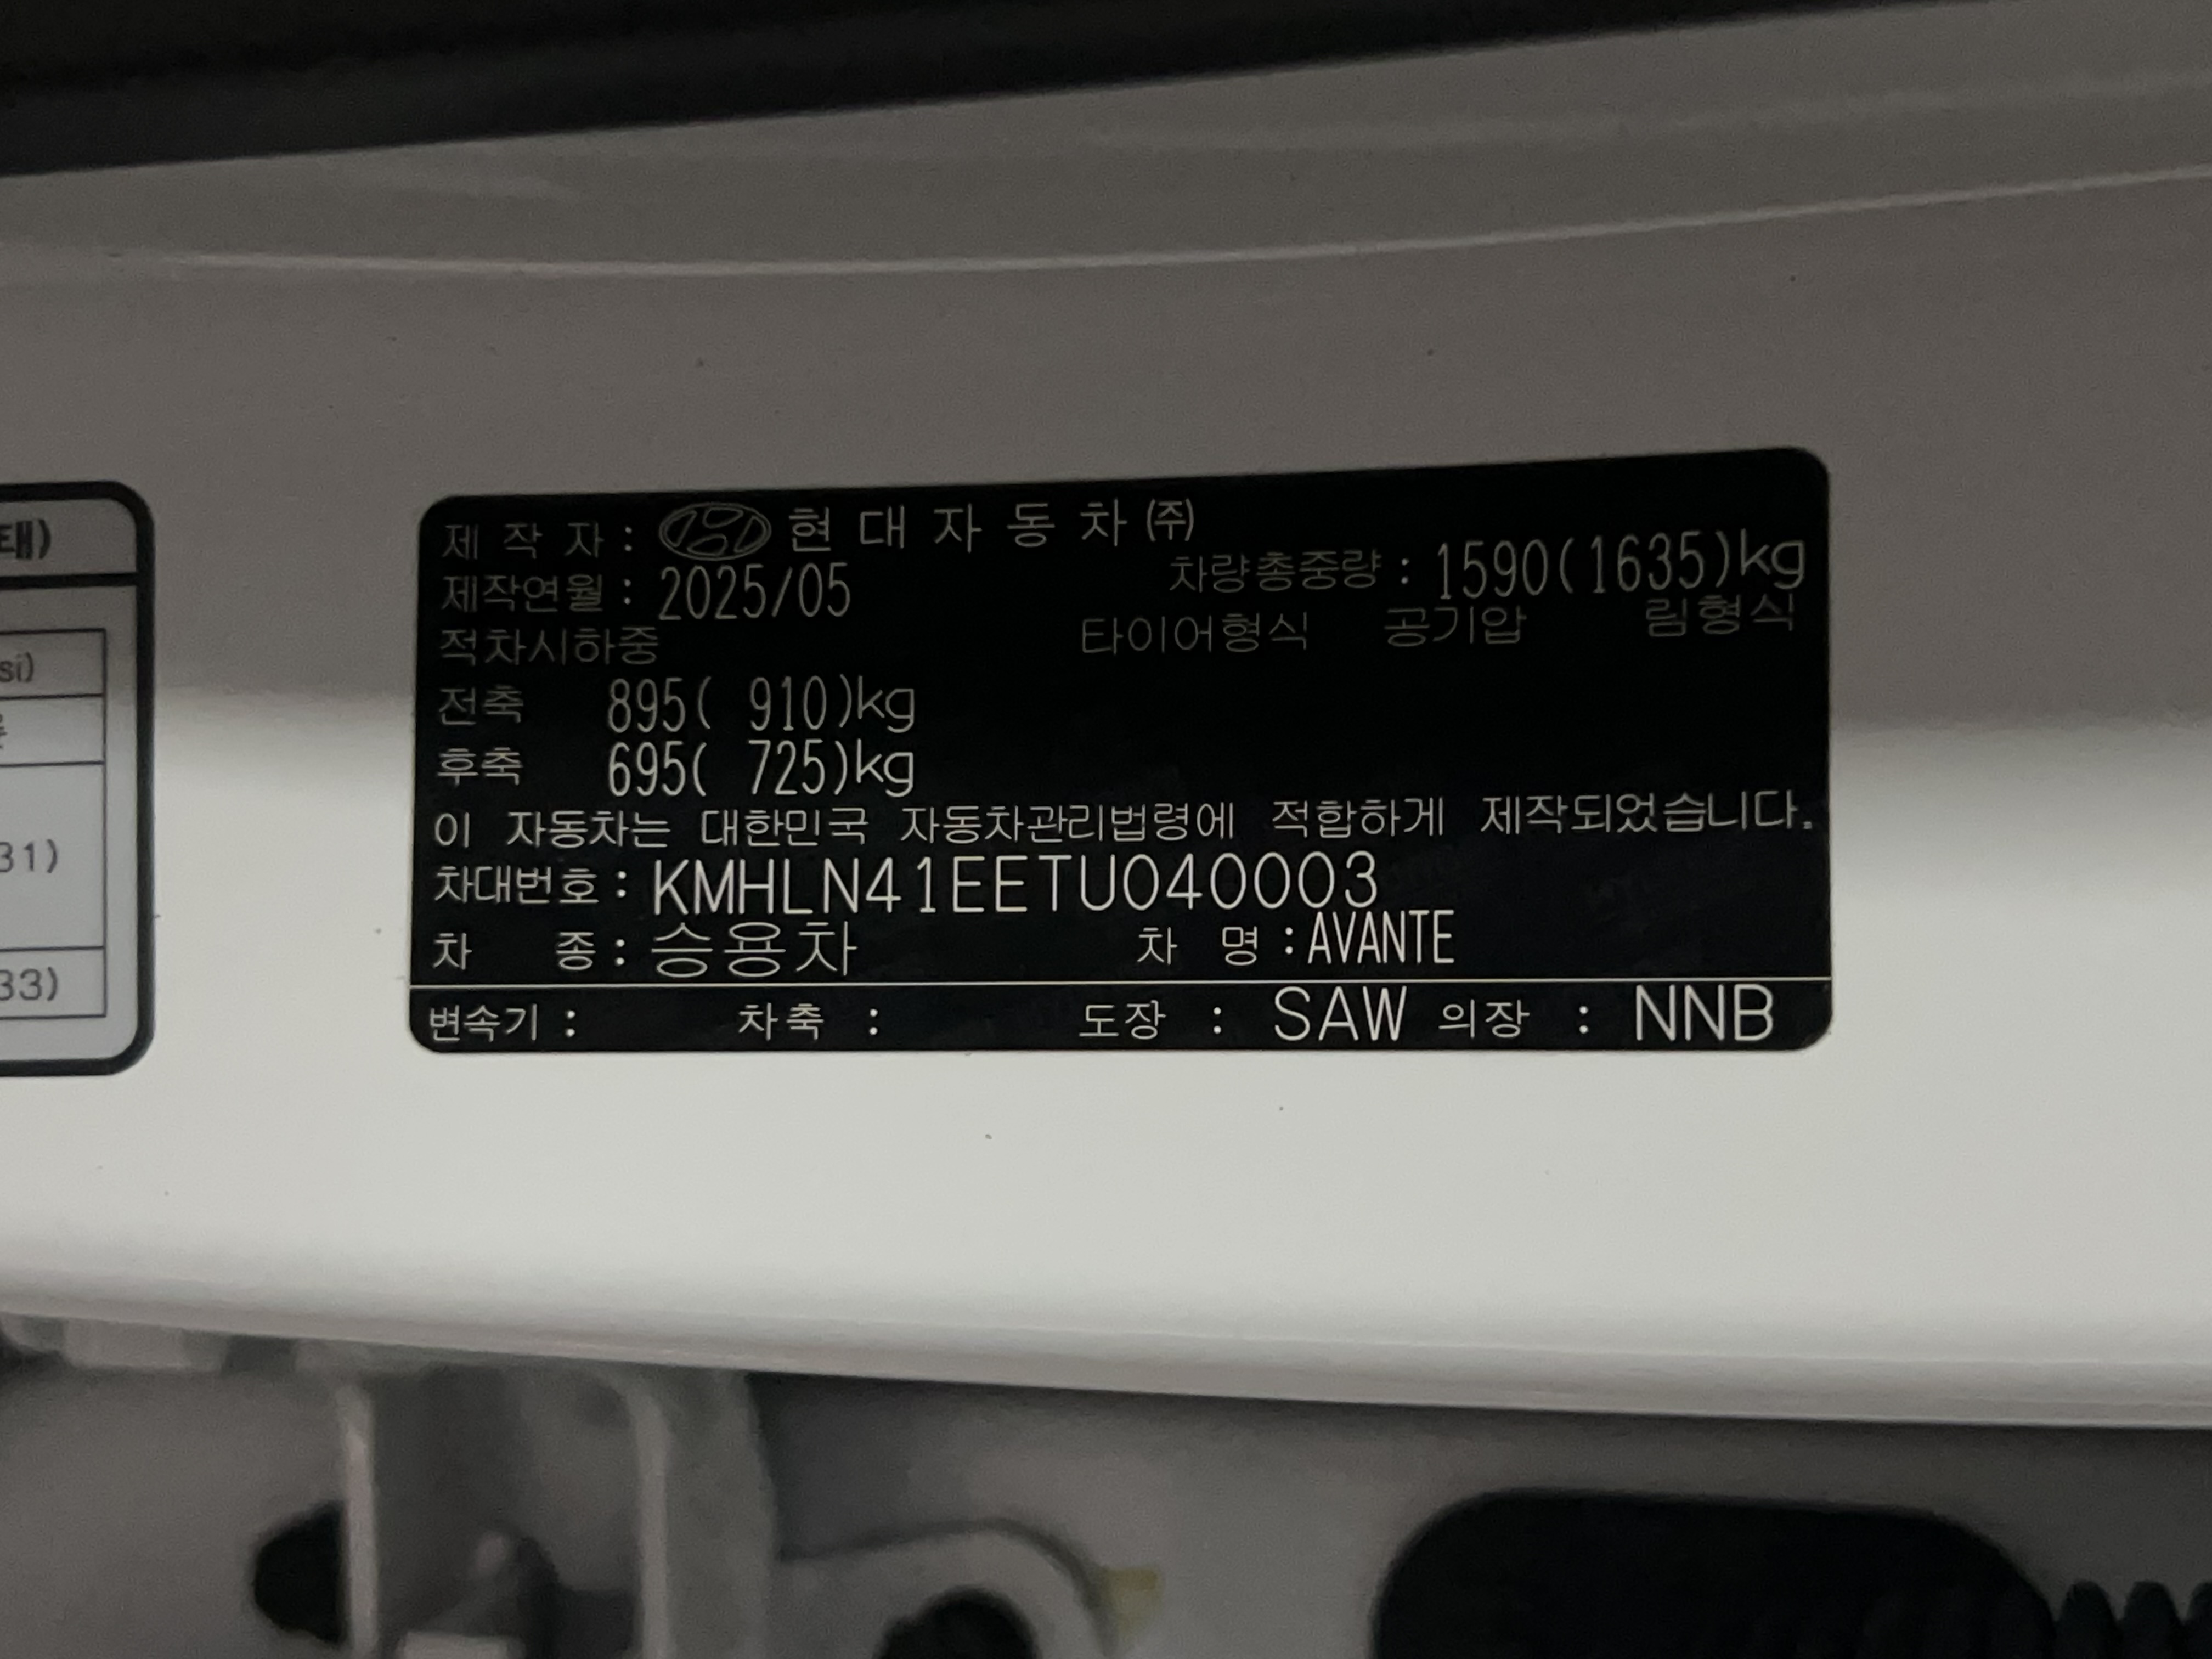 태)
si)
31)
33)
제 작 자 : 현 대 자 동 차 ㈜
제작연월 : 2025/05 차량총중량 : 1590(1635)kg
적차시하중 타이어형식 공기압 림형식
전축 895( 910)kg
후축 695( 725)kg
이 자동차는 대한민국 자동차관리법령에 적합하게 제작되었습니다.
차대번호 : KMHLN41EETU040003
차 종 : 승용차 차 명 : AVANTE
변속기 : 차축 : 도장 : SAW 의장 : NNB